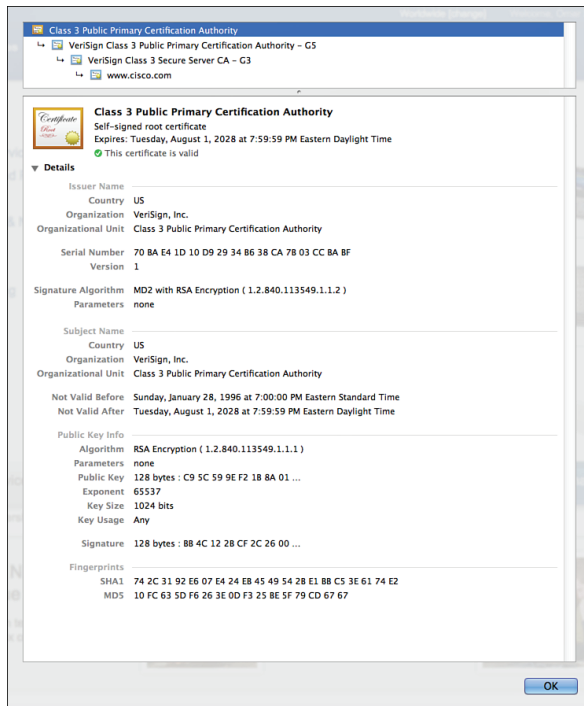 Class 3 Public Primary Certification Authority
VeriSign Class 3 Public Primary Certification Authority - G5
VeriSign Class 3 Secure Server CA - G3
www.cisco.com
Certificate
Root
Class 3 Public Primary Certification Authority
Self-signed root certificate
Expires: Tuesday, August 1, 2028 at 7:59:59 PM Eastern Daylight Time
This certificate is valid
Details
Issuer Name
Country US
Organization VeriSign, Inc.
Organizational Unit Class 3 Public Primary Certification Authority
Serial Number 70 BA E4 1D 10 D9 29 34 B6 38 CA 7B 03 CC BA BF
Version 1
Signature Algorithm MD2 with RSA Encryption ( 1.2.840.113549.1.1.2 )
Parameters none
Subject Name
Country US
Organization VeriSign, Inc.
Organizational Unit Class 3 Public Primary Certification Authority
Not Valid Before Sunday, January 28, 1996 at 7:00:00 PM Eastern Standard Time
Not Valid After Tuesday, August 1, 2028 at 7:59:59 PM Eastern Daylight Time
Public Key Info
Algorithm RSA Encryption ( 1.2.840.113549.1.1.1 )
Parameters none
Public Key 128 bytes : C9 5C 59 9E F2 1B 8A 01 ...
Exponent 65537
Key Size 1024 bits
Key Usage Any
Signature 128 bytes : BB 4C 12 2B CF 2C 26 00 ...
Fingerprints
SHA1 74 2C 31 92 E6 07 E4 24 EB 45 49 54 2B E1 BB C5 3E 61 74 E2
MD5 10 FC 63 5D F6 26 3E 0D F3 25 BE 5F 79 CD 67 67
OK